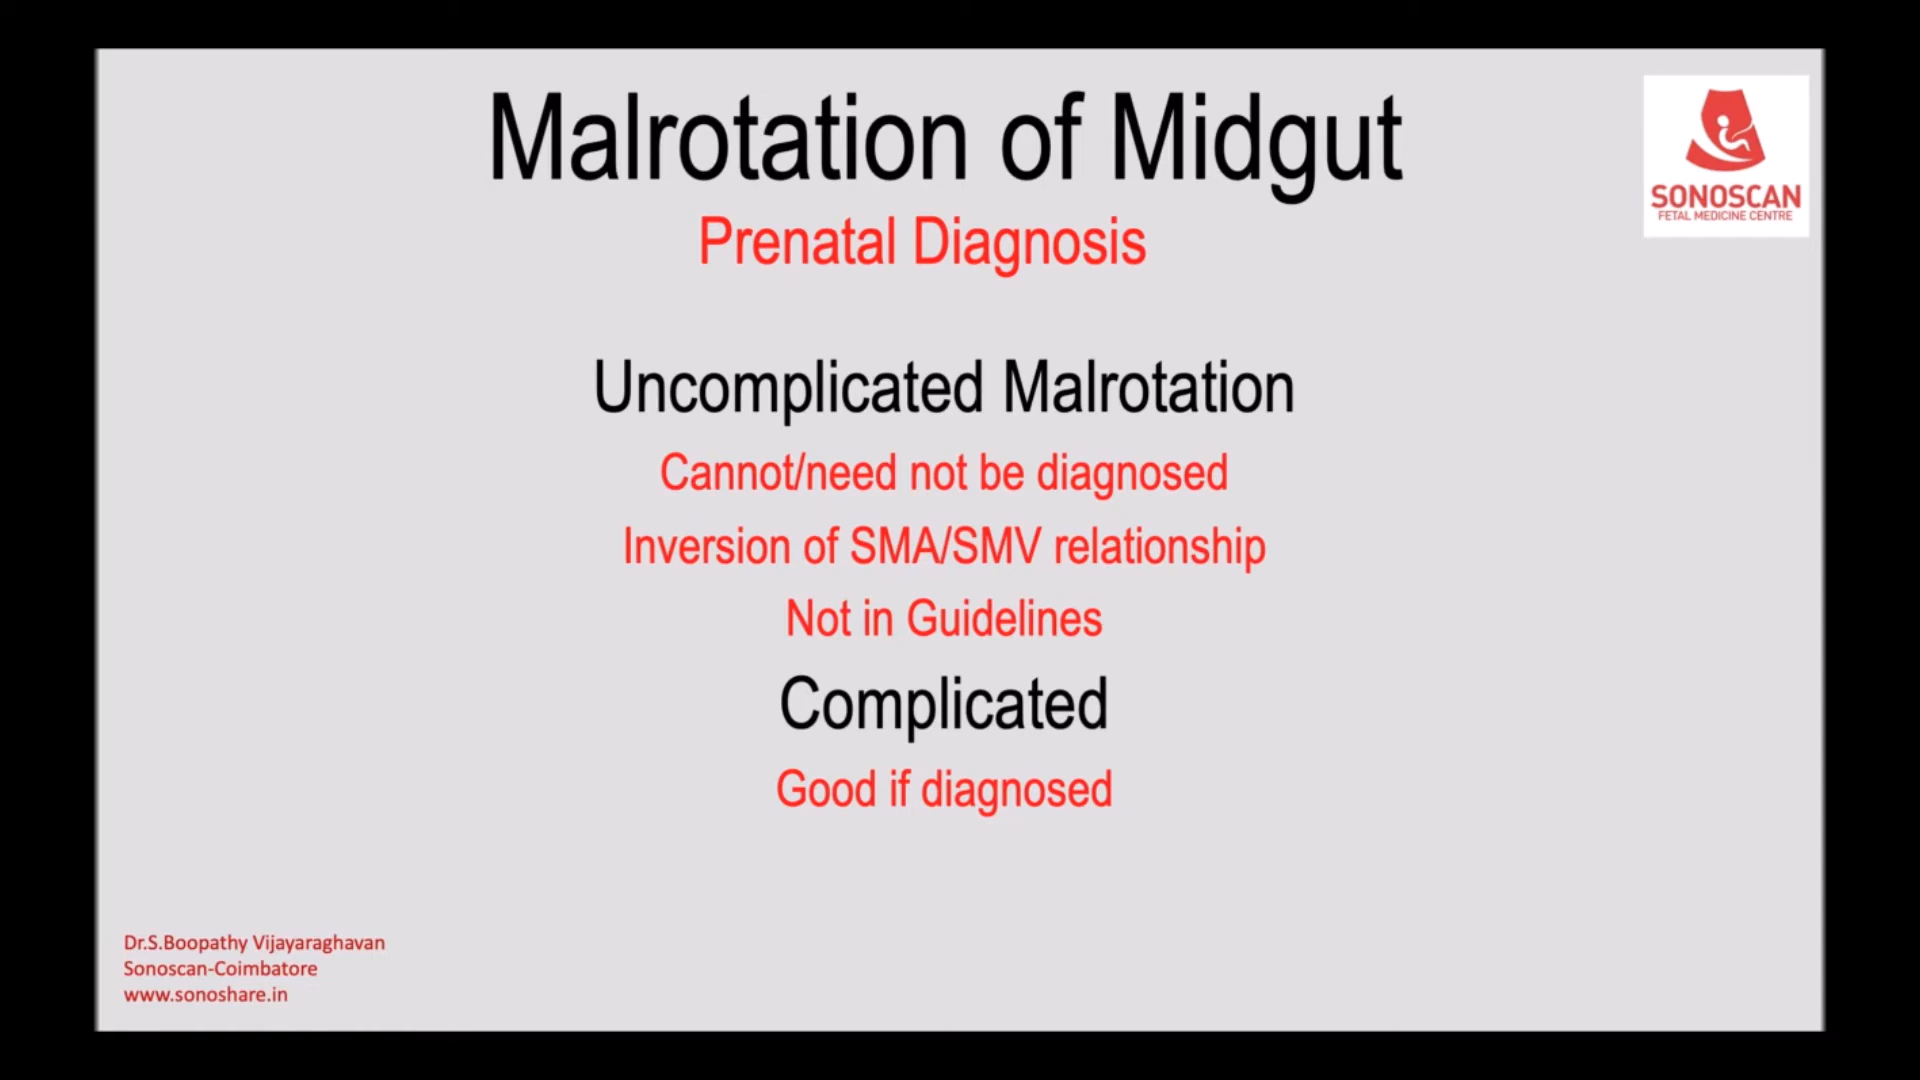 Malrotation of Midgut
Prenatal Diagnosis
SONOSCAN
FETAL MEDICINE CENTRE
Uncomplicated Malrotation
Cannot/need not be diagnosed
Inversion of SMA/SMV relationship
Not in Guidelines
Complicated
Good if diagnosed
Dr.S.Boopathy Vijayaraghavan
Sonoscan-Coimbatore
www.sonoshare.in